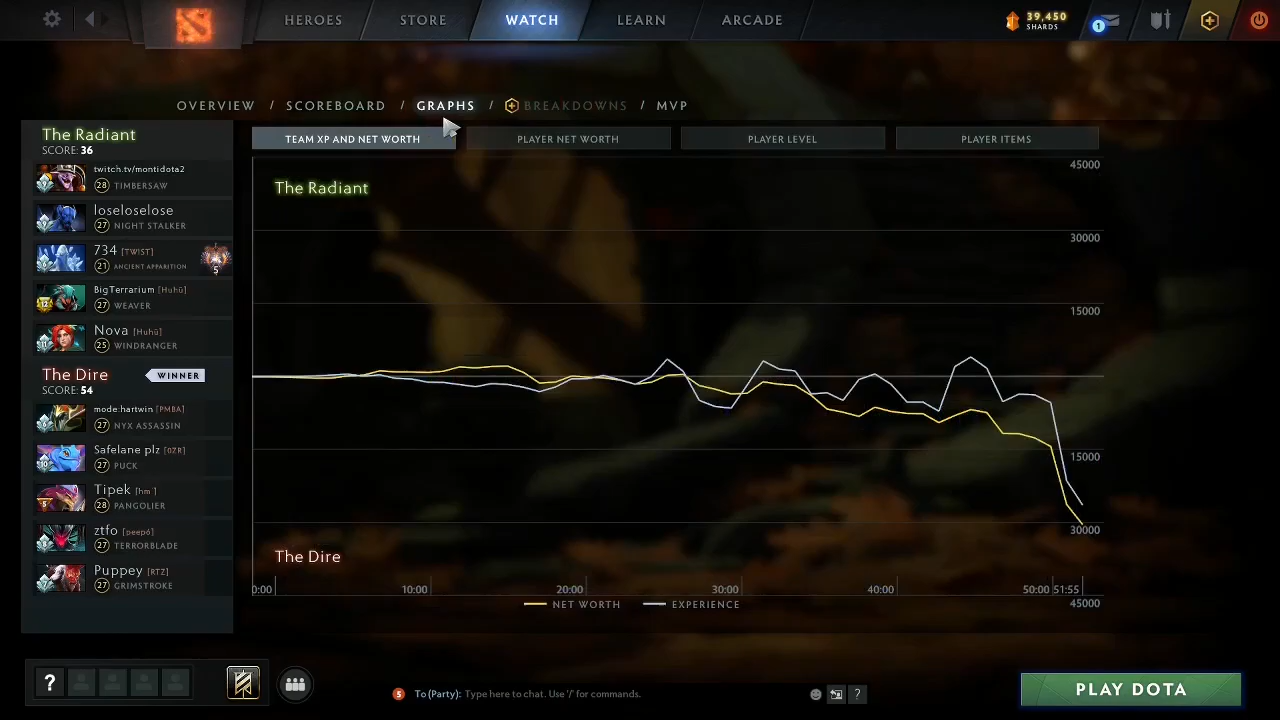 HEROES
STORE
WATCH
LEARN
ARCADE
39,450
SHARDS
1
OVERVIEW / SCOREBOARD / GRAPHS / BREAKDOWNS / MVP
The Radiant
SCORE: 36
twitch.tv/montidota2
28 TIMBERSAW
loseloselose
27 NIGHT STALKER
734 [TWIST]
21 ANCIENT APPARITION
5
BigTerrarium [Huhü]
27 WEAVER
12
Nova [Huhü]
25 WINDRANGER
The Dire
WINNER
SCORE: 54
mode:hartwin [PMBA]
27 NYX ASSASSIN
Safelane plz [OZR]
27 PUCK
Tipek [hm']
28 PANGOLIER
ztfo [peep6]
27 TERRORBLADE
Puppey [RTZ]
27 GRIMSTROKE
TEAM XP AND NET WORTH
PLAYER NET WORTH
PLAYER LEVEL
PLAYER ITEMS
The Radiant
45000
30000
15000
15000
30000
45000
The Dire
0:00
10:00
20:00
30:00
40:00
50:00
51:55
NET WORTH
EXPERIENCE
?
5
To (Party): Type here to chat. Use '/' for commands.
?
PLAY DOTA